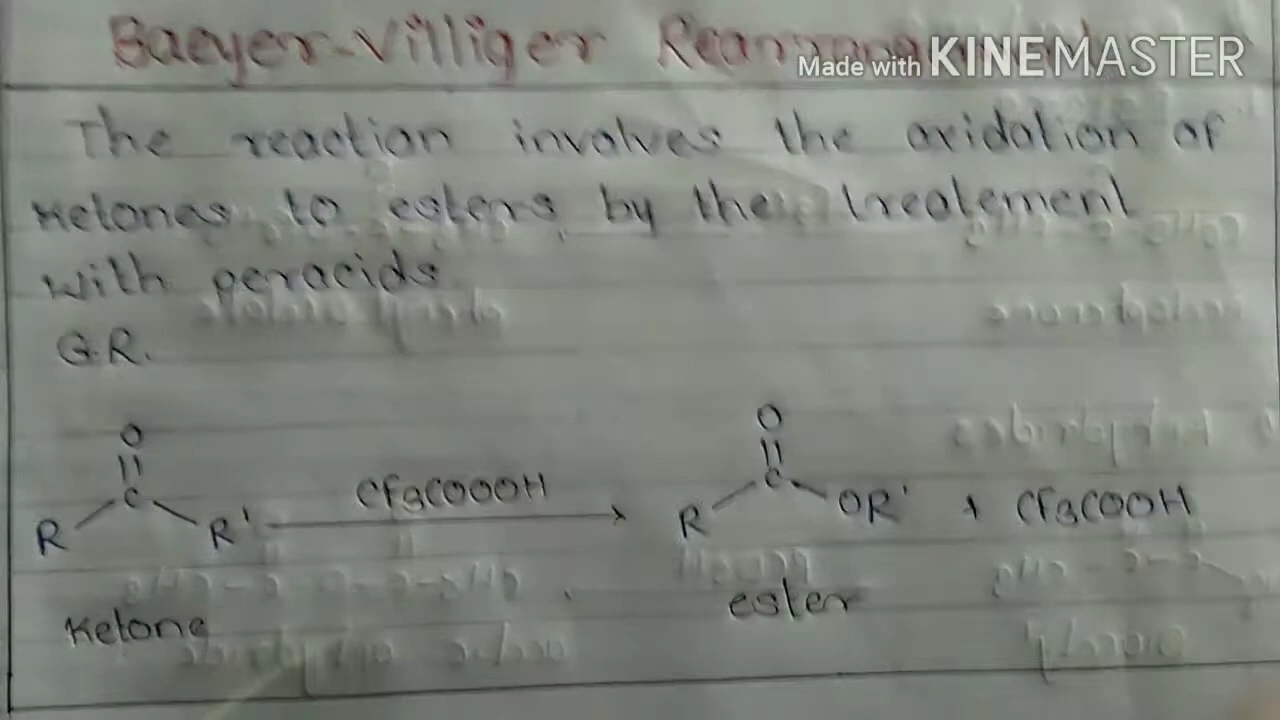 Baeyer-Villiger
Made with KINEMASTER
The reaction involves the oxidation of
Ketones to esters by the treatement
with peracids.
G.R.
O
O
||
||
CF3COOOH
C
C
R
R'
R
OR' + CF3COOH
Ketone
ester